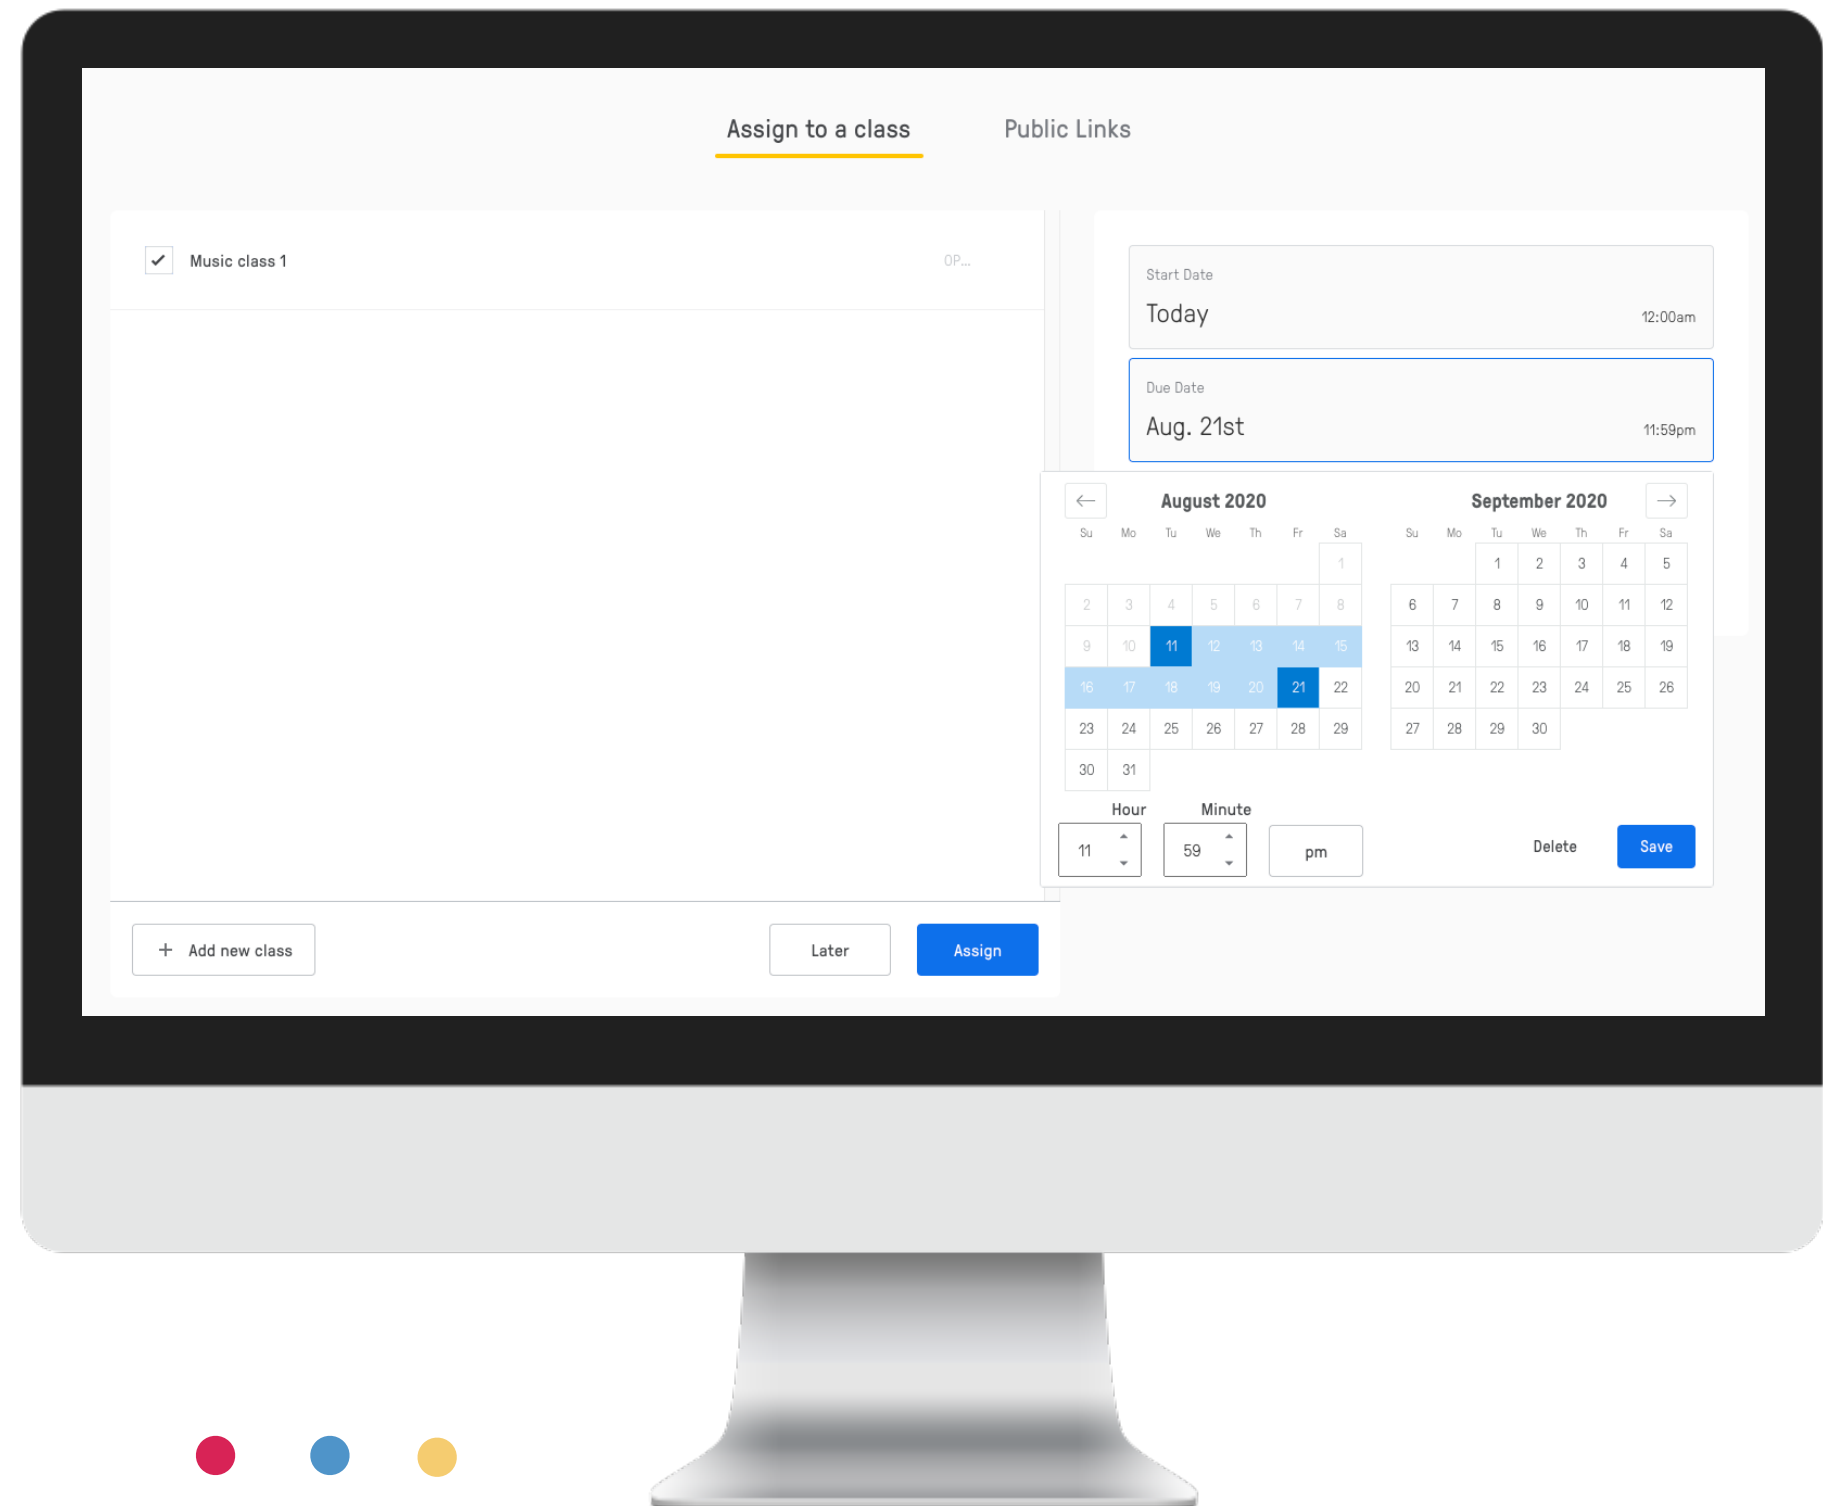 Assign to a class Public Links
Music class 1 OP...
Start Date
Today 12:00am
Due Date
Aug. 21st 11:59pm
August 2020 September 2020
Su Mo Tu We Th Fr Sa Su Mo Tu We Th Fr Sa
1 1 2 3 4 5
2 3 4 5 6 7 8 6 7 8 9 10 11 12
9 10 11 12 13 14 15 13 14 15 16 17 18 19
16 17 18 19 20 21 22 20 21 22 23 24 25 26
23 24 25 26 27 28 29 27 28 29 30
30 31
Hour Minute
11 59 pm Delete Save
+ Add new class Later Assign